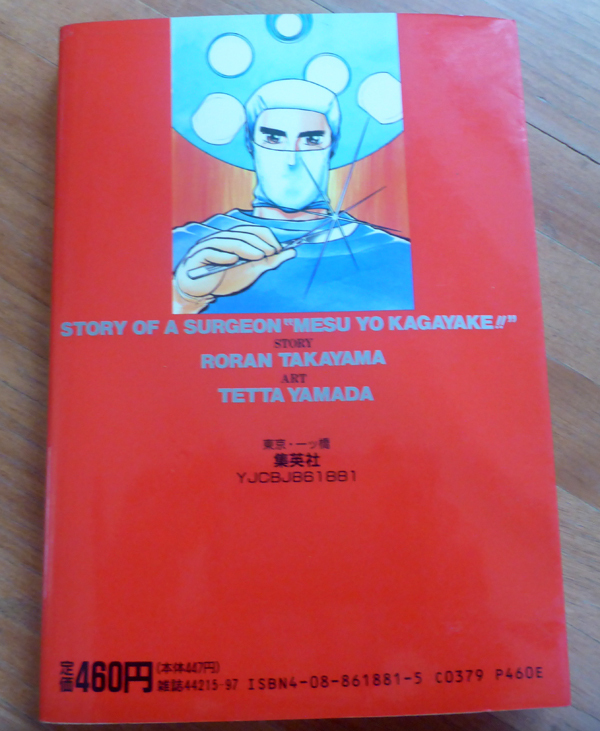 STORY OF A SURGEON "MESU YO KAGAYAKE!!"
STORY
RORAN TAKAYAMA
ART
TETTA YAMADA
東京・一ッ橋
集英社
YJCBJ861881
定価460円(本体447円)
雑誌44215-97 ISBN4-08-861881-5 C0379 P460E